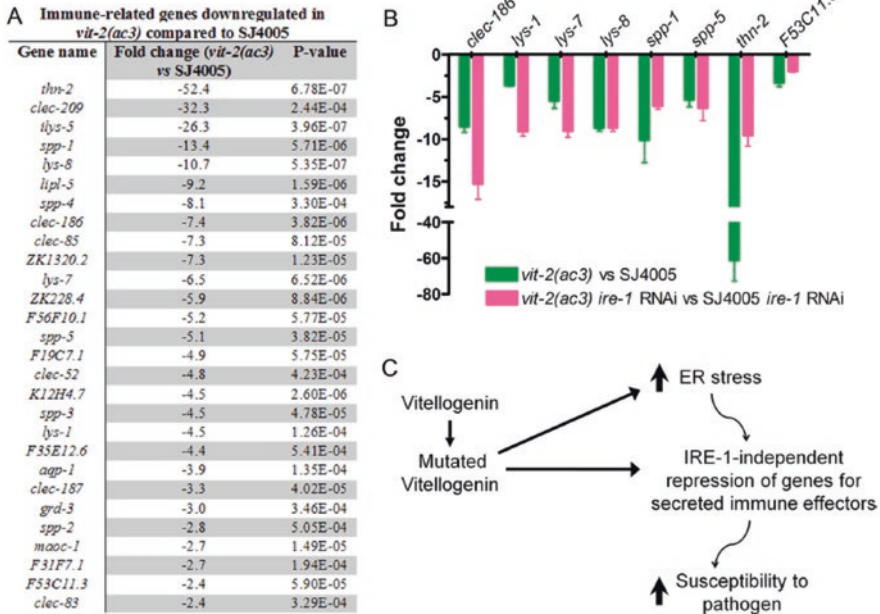 A
Immune-related genes downregulated in
vit-2(ac3) compared to SJ4005
Gene name Fold change (vit-2(ac3) vs SJ4005) P-value
thn-2 -52.4 6.78E-07
clec-209 -32.3 2.44E-04
ilys-5 -26.3 3.96E-07
spp-1 -13.4 5.71E-06
lys-8 -10.7 5.35E-07
lipl-5 -9.2 1.59E-06
spp-4 -8.1 3.30E-04
clec-186 -7.4 3.82E-06
clec-85 -7.3 8.12E-05
ZK1320.2 -7.3 1.23E-05
lys-7 -6.5 6.52E-06
ZK228.4 -5.9 8.84E-06
F56F10.1 -5.2 5.77E-05
spp-5 -5.1 3.82E-05
F19C7.1 -4.9 5.75E-05
clec-52 -4.8 4.23E-04
K12H4.7 -4.5 2.60E-06
spp-3 -4.5 4.78E-05
lys-1 -4.5 1.26E-04
F35E12.6 -4.4 5.41E-04
aqp-1 -3.9 1.35E-04
clec-187 -3.3 4.02E-05
grd-3 -3.0 3.46E-04
spp-2 -2.8 5.05E-04
maoc-1 -2.7 1.49E-05
F31F7.1 -2.7 1.94E-04
F53C11.3 -2.4 5.90E-05
clec-83 -2.4 3.29E-04
B
clec-186 lys-1 lys-7 lys-8 spp-1 spp-5 thn-2
Fold change
0
-5
-10
-15
-40
-60
-80
vit-2(ac3) vs SJ4005
vit-2(ac3) ire-1 RNAi vs SJ4005 ire-1 RNAi
C
Vitellogenin
Mutated
Vitellogenin
ER stress
IRE-1-independent
repression of genes for
secreted immune effectors
Susceptibility to
pathogen